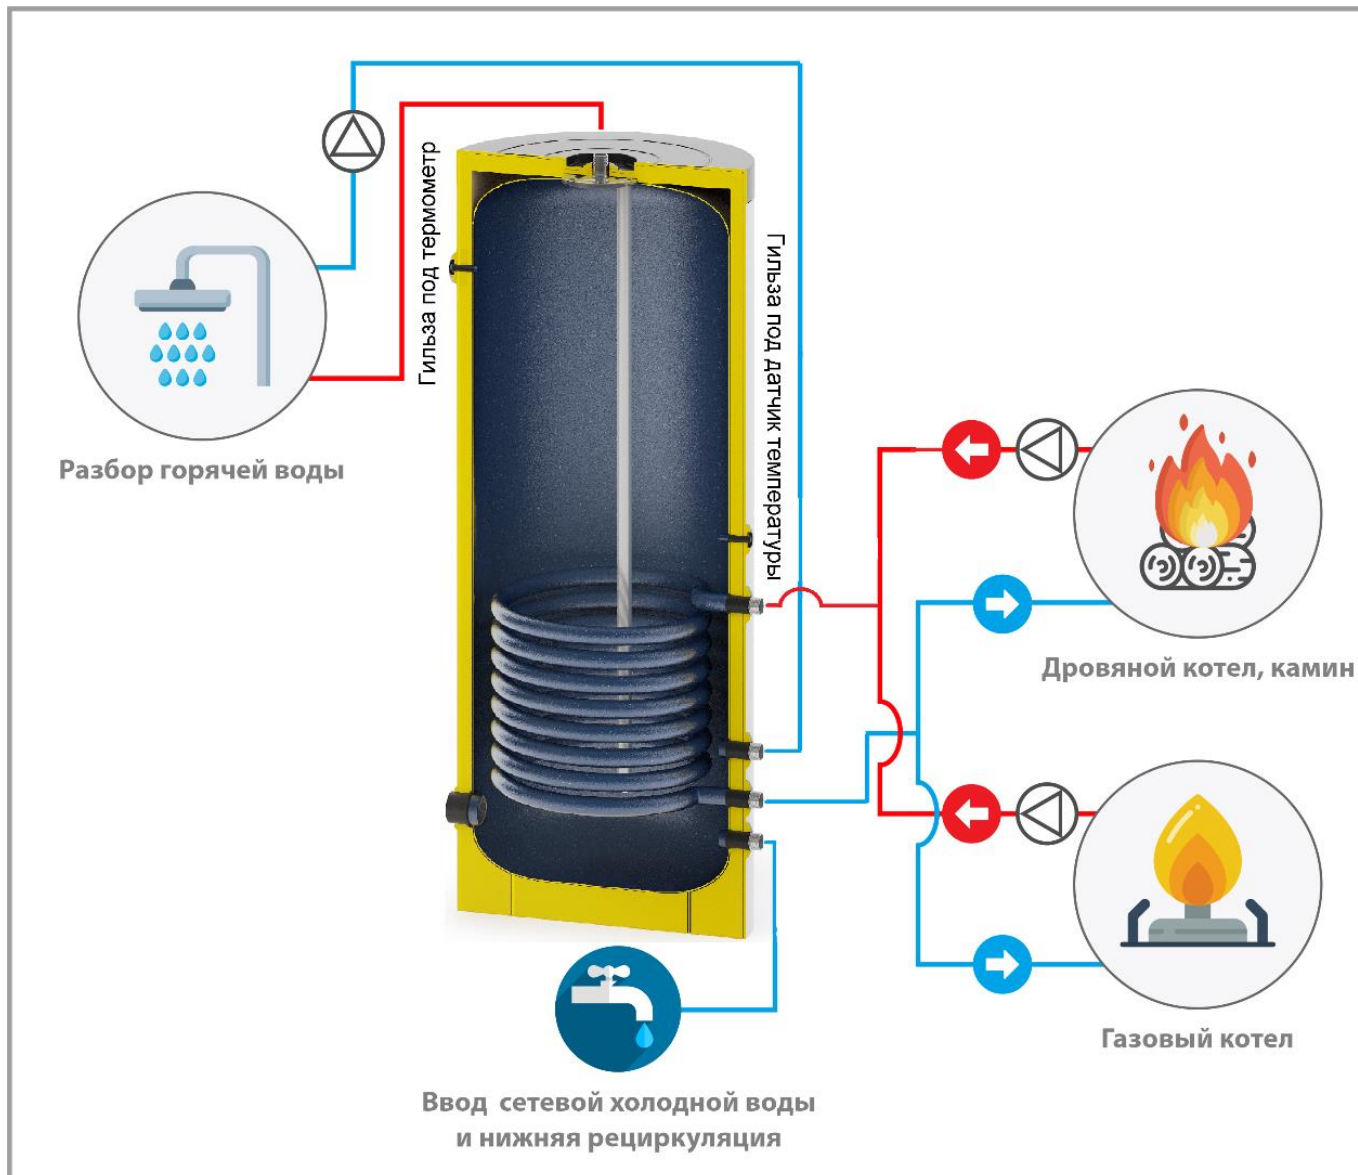 Гильза под термометр
Гильза под датчик температуры
Разбор горячей воды
Дровяной котел, камин
Газовый котел
Ввод сетевой холодной воды
и нижняя рециркуляция